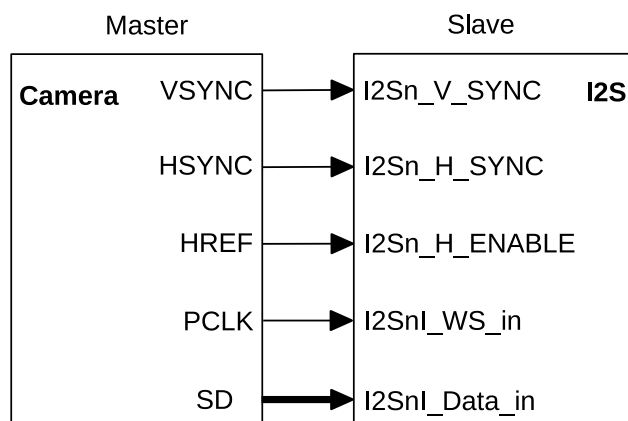 Master Slave
Camera VSYNC I2Sn_V_SYNC I2S
HSYNC I2Sn_H_SYNC
HREF I2Sn_H_ENABLE
PCLK I2SnI_WS_in
SD I2SnI_Data_in